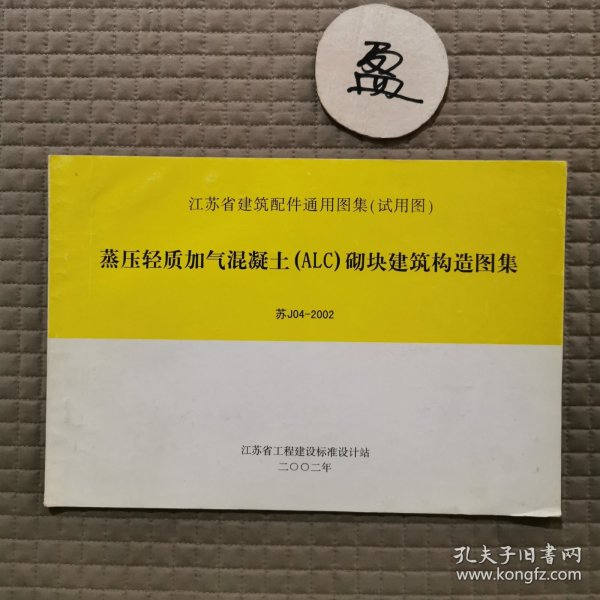 盈
江苏省建筑配件通用图集(试用图)
蒸压轻质加气混凝土(ALC)砌块建筑构造图集
苏J04-2002
江苏省工程建设标准设计站
二〇〇二年
孔夫子旧书网
www.kongfz.com